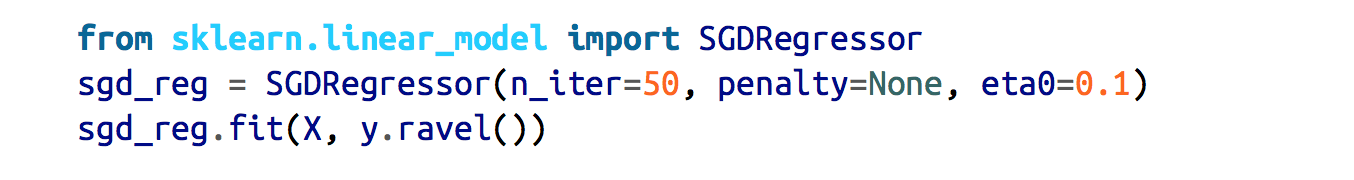 from sklearn.linear_model import SGDRegressor
sgd_reg = SGDRegressor(n_iter=50, penalty=None, eta0=0.1)
sgd_reg.fit(X, y.ravel())